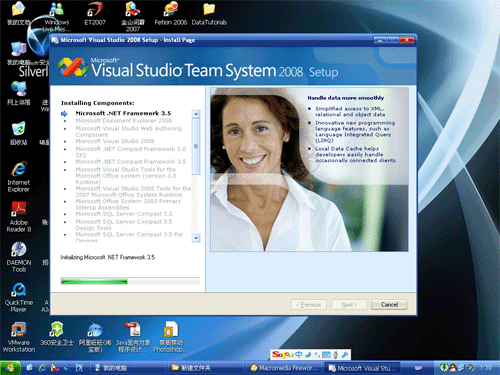 我的文档
Windows Live Mes...
ET2007
金山词霸 2007
Fetion 2006
DataTutorials
Microsoft Visual Studio 2008 Setup - Install Page
我的电脑
Microsoft
Visual Studio Team System 2008 Setup
网上邻居
回收站
Internet Explorer
Adobe Reader 8
DAEMON Tools
QuickTime Player
Installing Components:
Microsoft .NET Framework 3.5
Microsoft Document Explorer 2008
Microsoft Visual Studio Web Authoring
Component
Microsoft Visual Studio 2008
Microsoft .NET Compact Framework 2.0
SP2
Microsoft .NET Compact Framework 3.5
Microsoft Visual Studio Tools for the
Microsoft Office system (version 3.0
Runtime)
Microsoft Visual Studio 2005 Tools for the
2007 Microsoft Office System Runtime
Microsoft Office 2003 Primary
Interop Assemblies
Microsoft SQL Server Compact 3.5
Microsoft SQL Server Compact 3.5
Design Tools
Microsoft SQL Server Compact 3.5 For
Devices
Initializing Microsoft .NET Framework 3.5
Handle data more smoothly
Simplified access to XML,
relational and object data
Innovative new programming
language features, such as
Language Integrated Query
(LINQ)
Local Data Cache helps
developers easily handle
occasionally connected clients
< Previous
Next >
Cancel
VMware Workstation
360安全卫士
阿里旺旺(淘宝版)
Java面向对象程序设计...
Photoshop...
我的电脑
新建文件夹
Macromedia Firewor...
Microsoft Visual Stu...
1:38